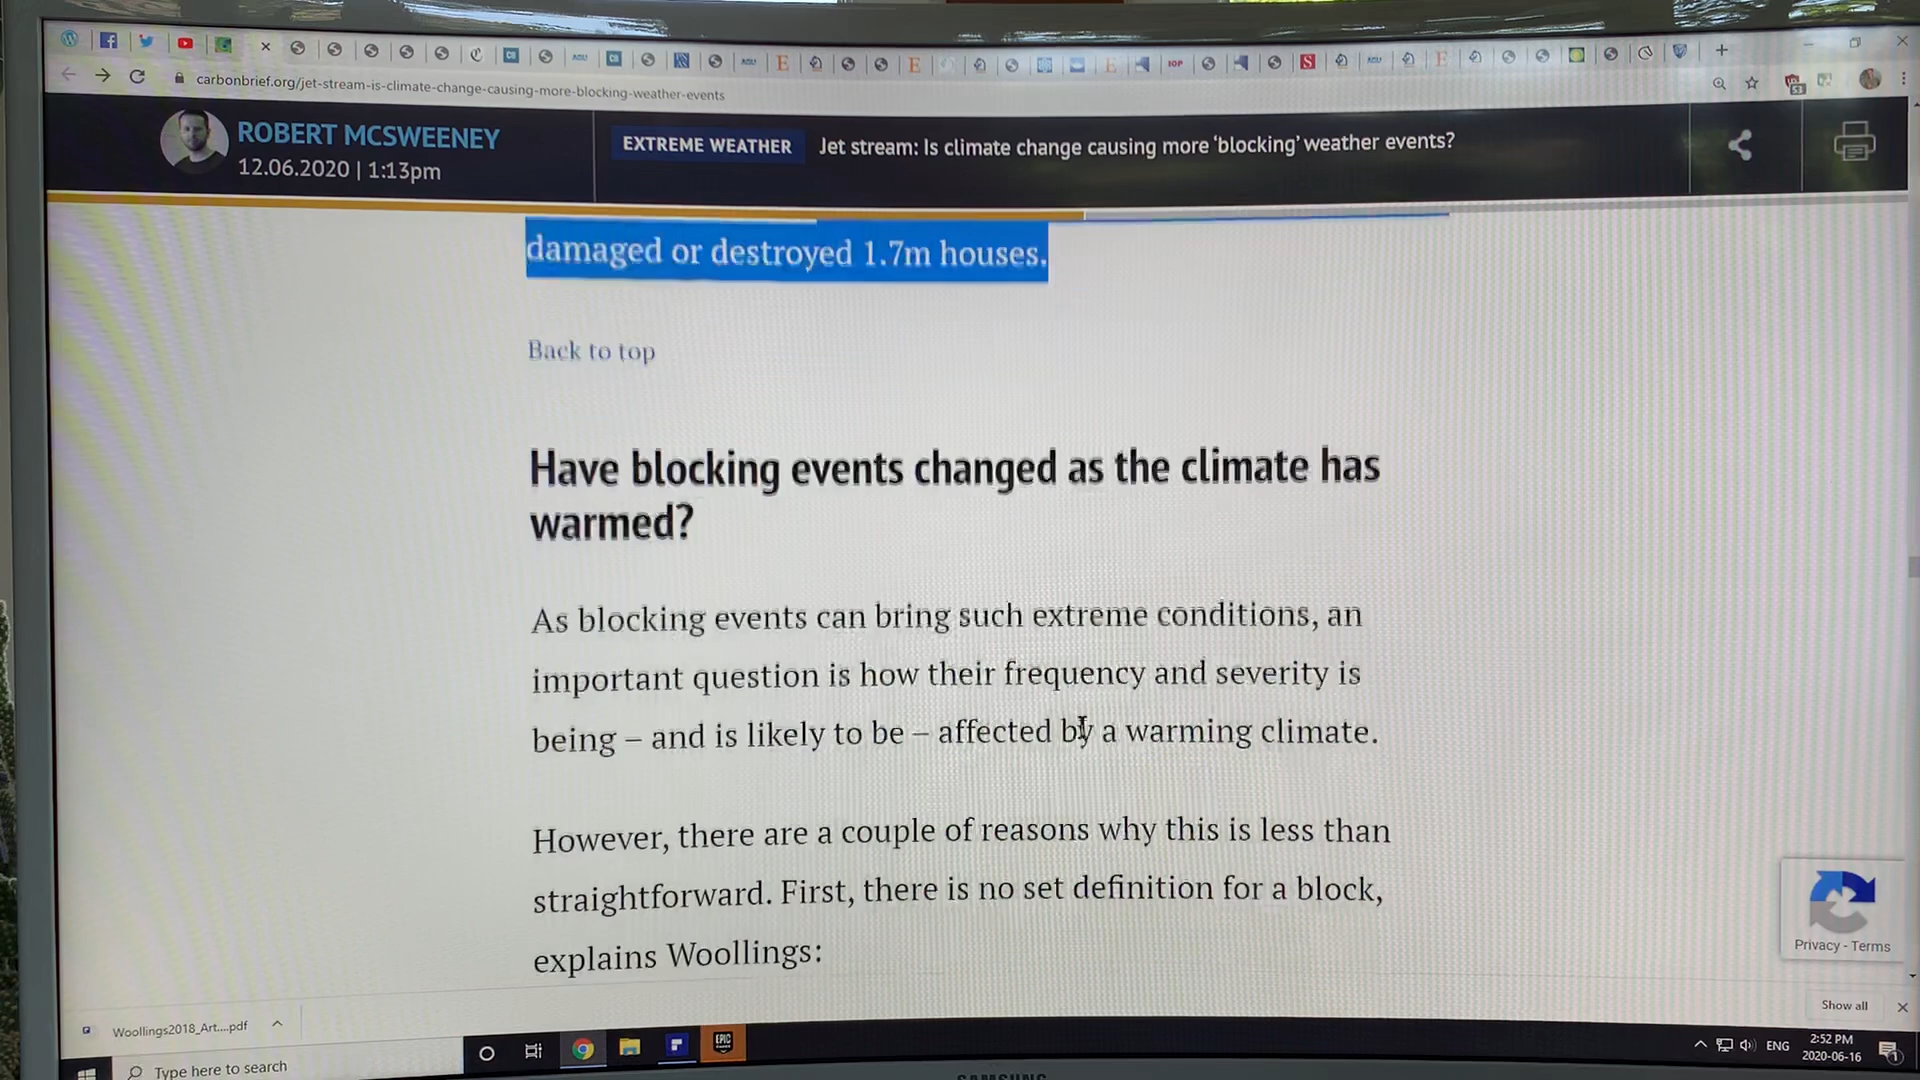 carbonbrief.org/jet-stream-is-climate-change-causing-more-blocking-weather-events
53
ROBERT MCSWEENEY
12.06.2020 | 1:13pm
EXTREME WEATHER
Jet stream: Is climate change causing more ‘blocking’ weather events?
damaged or destroyed 1.7m houses.
Back to top
Have blocking events changed as the climate has
warmed?
As blocking events can bring such extreme conditions, an
important question is how their frequency and severity is
being – and is likely to be – affected by a warming climate.
However, there are a couple of reasons why this is less than
straightforward. First, there is no set definition for a block,
explains Woollings:
Privacy - Terms
Woollings2018_Art....pdf
Show all
Type here to search
EPIC
ENG
2:52 PM
2020-06-16
1
SAMSUNG